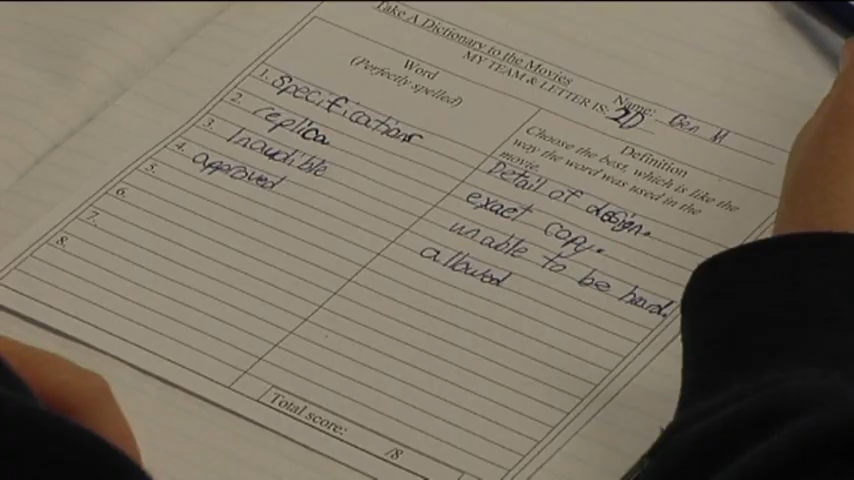 Take A Dictionary to the Movies
Name: Ben H
MY TEAM & LETTER IS: 2D
Word
(Perfectly spelled)
Definition
Choose the best, which is like the
way the word was used in the
movie.
1. Specifications Detail of design.
2. replica exact copy.
3. Inaudible unable to be heard.
4. approved allowed
5.
6.
7.
8.
Total score: /8